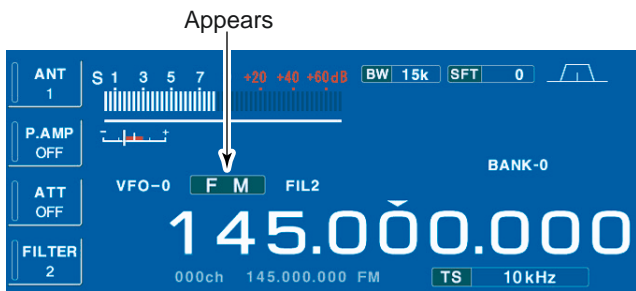 Appears
ANT
1
S 1 3 5 7 +20 +40 +60dB
BW 15k SFT 0
P.AMP
OFF
- +
BANK-0
ATT
OFF
VFO-0 F M FIL2
145.000.000
FILTER
2
000ch 145.000.000 FM
TS 10kHz